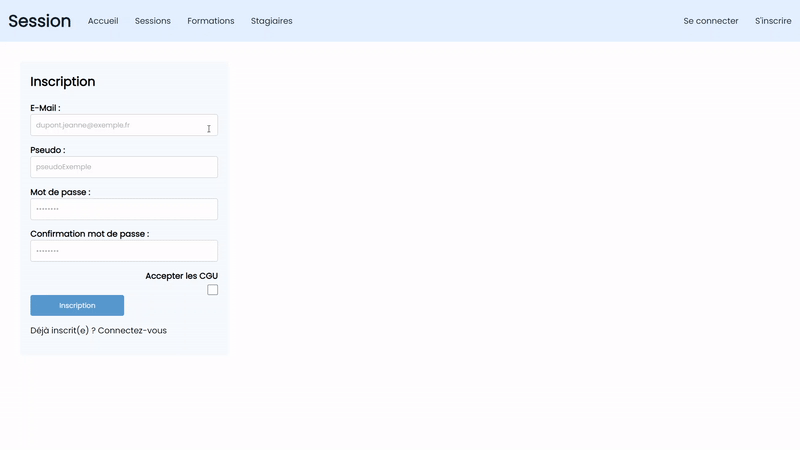 Session Accueil Sessions Formations Stagiaires Se connecter S'inscrire
Inscription
E-Mail :
dupont.jeanne@exemple.fr
Pseudo :
pseudoExemple
Mot de passe :
--------
Confirmation mot de passe :
--------
Accepter les CGU
Inscription
Déjà inscrit(e) ? Connectez-vous